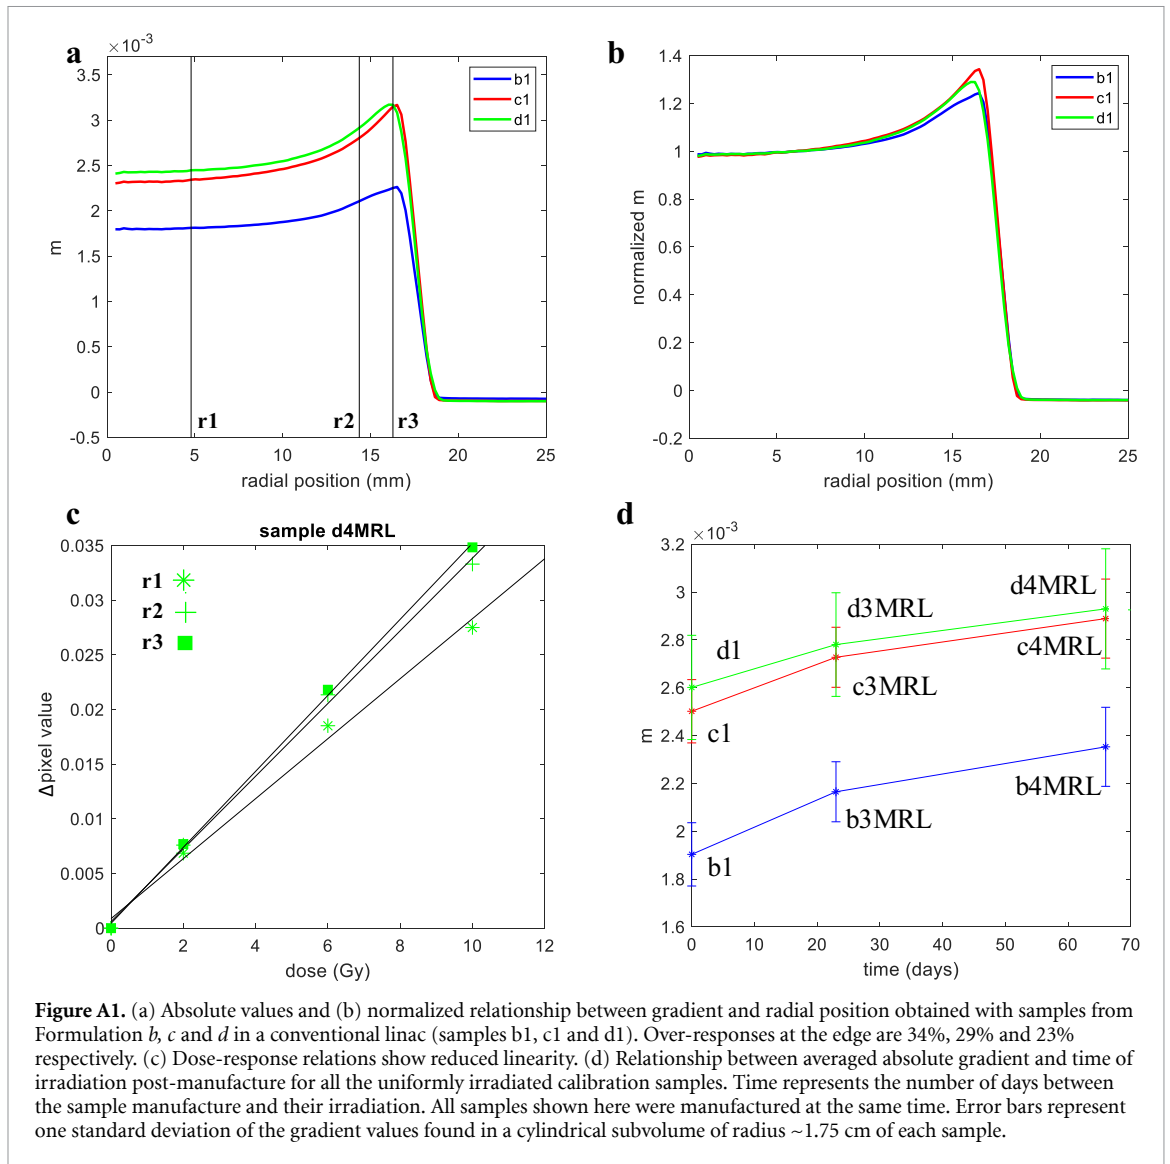 a
×10⁻³
3.5
3
2.5
2
1.5
1
0.5
0
-0.5
m
b1
c1
d1
r1
r2
r3
0
5
10
15
20
25
radial position (mm)
b
1.4
1.2
1
0.8
0.6
0.4
0.2
0
-0.2
normalized m
b1
c1
d1
0
5
10
15
20
25
radial position (mm)
c
sample d4MRL
0.035
0.03
0.025
0.02
0.015
0.01
0.005
0
Δpixel value
r1
r2
r3
0
2
4
6
8
10
12
dose (Gy)
d
×10⁻³
3.2
3
2.8
2.6
2.4
2.2
2
1.8
1.6
m
d1
d3MRL
d4MRL
c1
c3MRL
c4MRL
b1
b3MRL
b4MRL
0
10
20
30
40
50
60
70
time (days)
Figure A1. (a) Absolute values and (b) normalized relationship between gradient and radial position obtained with samples from
Formulation b, c and d in a conventional linac (samples b1, c1 and d1). Over-responses at the edge are 34%, 29% and 23%
respectively. (c) Dose-response relations show reduced linearity. (d) Relationship between averaged absolute gradient and time of
irradiation post-manufacture for all the uniformly irradiated calibration samples. Time represents the number of days between
the sample manufacture and their irradiation. All samples shown here were manufactured at the same time. Error bars represent
one standard deviation of the gradient values found in a cylindrical subvolume of radius ~1.75 cm of each sample.